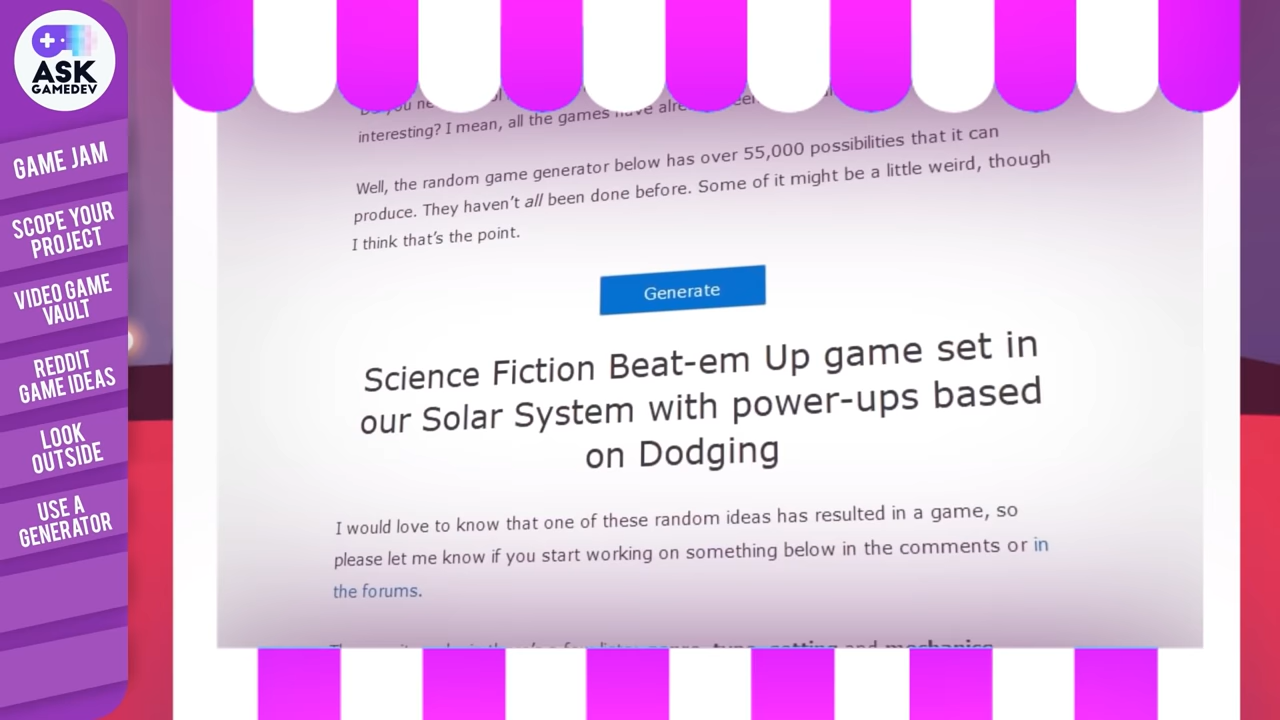 ASK
GAMEDEV
GAME JAM
SCOPE YOUR
PROJECT
VIDEO GAME
VAULT
REDDIT
GAME IDEAS
LOOK
OUTSIDE
USE A
GENERATOR
interesting? I mean, all the games have already been
Well, the random game generator below has over 55,000 possibilities that it can
produce. They haven't all been done before. Some of it might be a little weird, though
I think that's the point.
Generate
Science Fiction Beat-em Up game set in
our Solar System with power-ups based
on Dodging
I would love to know that one of these random ideas has resulted in a game, so
please let me know if you start working on something below in the comments or in
the forums.
and mechanics